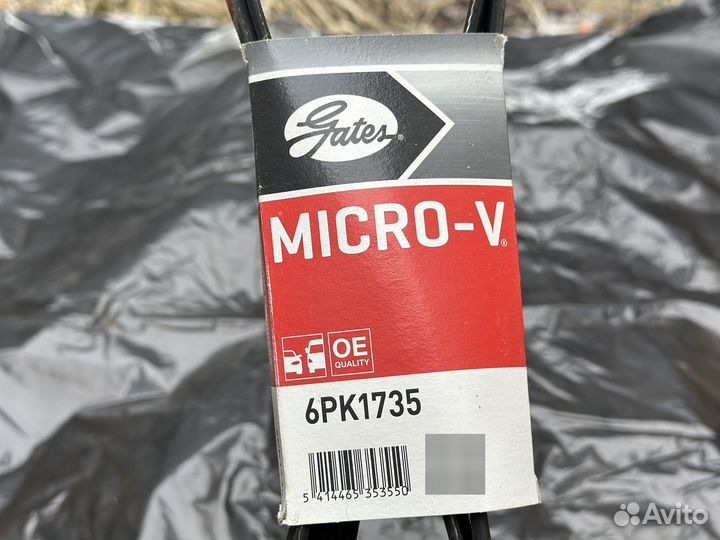 Gates®
MICRO-V®
OE
QUALITY
6PK1735
5 414465 353550
Avito